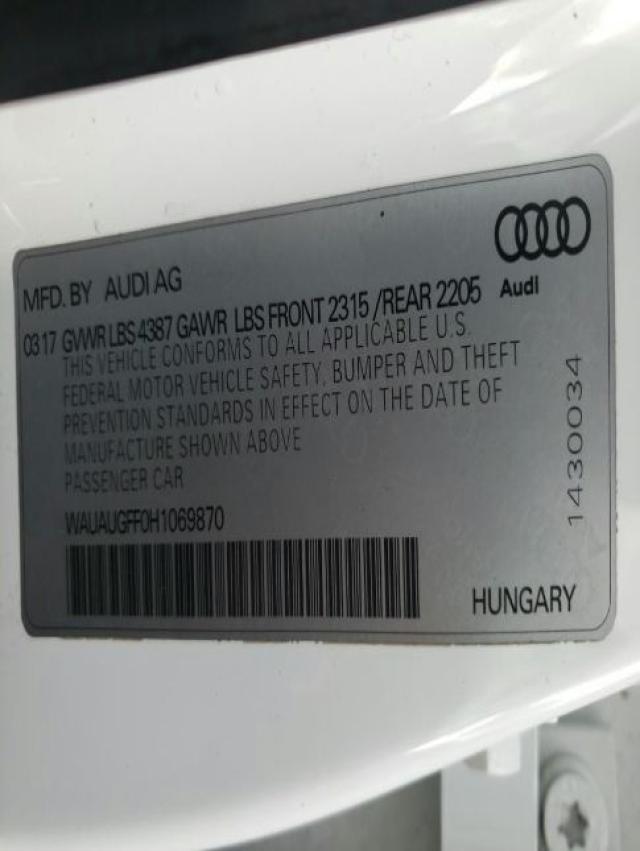 Audi
MFD. BY AUDI AG
0317 GVWR LBS 4387 GAWR LBS FRONT 2315 /REAR 2205
THIS VEHICLE CONFORMS TO ALL APPLICABLE U.S.
FEDERAL MOTOR VEHICLE SAFETY, BUMPER AND THEFT
PREVENTION STANDARDS IN EFFECT ON THE DATE OF
MANUFACTURE SHOWN ABOVE
PASSENGER CAR
WAUAUGFF0H1069870
1430034
HUNGARY